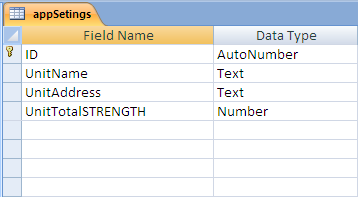 appSetings
Field Name Data Type
ID AutoNumber
UnitName Text
UnitAddress Text
UnitTotalSTRENGTH Number